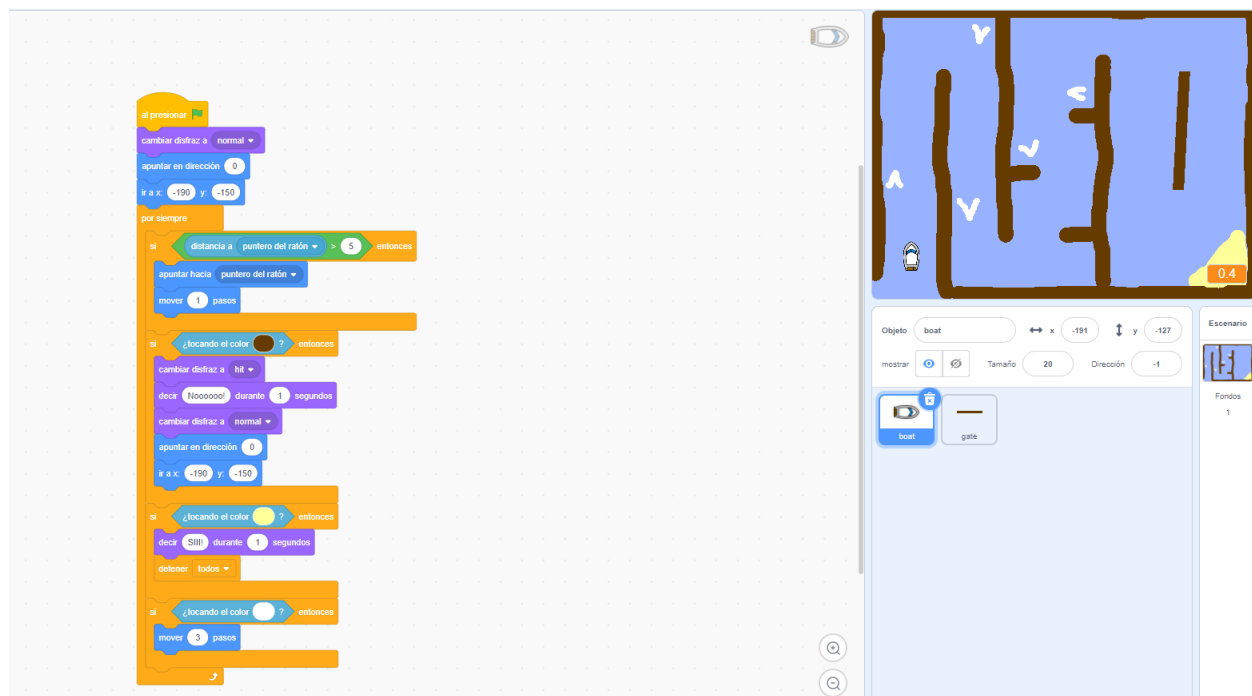 al presionar
cambiar disfraz a normal
apuntar en dirección 0
ir a x: -190 y: -150
por siempre
si distancia a puntero del ratón > 5 entonces
apuntar hacia puntero del ratón
mover 1 pasos
si ¿tocando el color ? entonces
cambiar disfraz a hit
decir Noooooo! durante 1 segundos
cambiar disfraz a normal
apuntar en dirección 0
ir a x: -190 y: -150
si ¿tocando el color ? entonces
decir SIII! durante 1 segundos
detener todos
si ¿tocando el color ? entonces
mover 3 pasos
0.4
Objeto boat x -191 y -127
mostrar Tamaño 20 Dirección -1
boat
gate
Escenario
Fondos
1